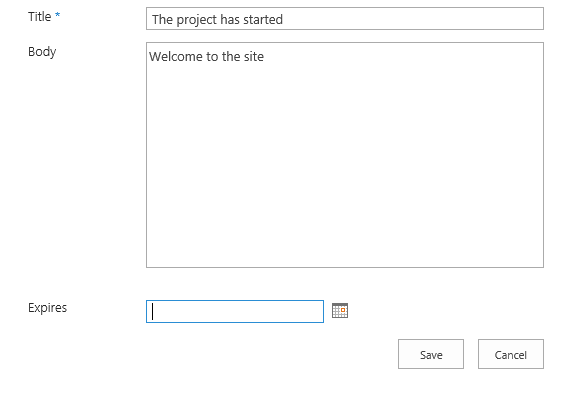 Title * The project has started
Body Welcome to the site
Expires
Save Cancel